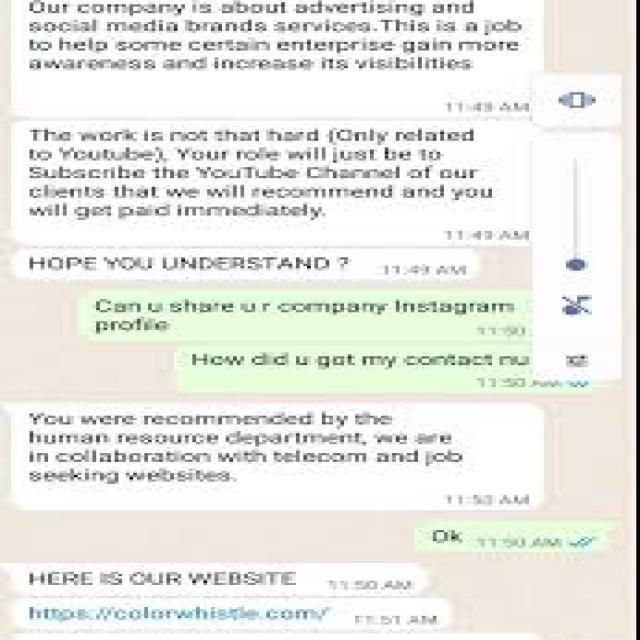 Our company is about advertising and
social media brands services.This is a job
to help some certain enterprise gain more
awareness and increase its visibilities
11:49 AM
The work is not that hard (Only related
to Youtube), Your role will just be to
Subscribe the YouTube Channel of our
clients that we will recommend and you
will get paid immediately.
11:49 AM
HOPE YOU UNDERSTAND ? 11:49 AM
Can u share u r company Instagram
profile
11:50
How did u got my contact nu
11:50 AM
You were recommended by the
human resource department, we are
in collaboration with telecom and job
seeking websites.
11:50 AM
Ok 11:50 AM
HERE IS OUR WEBSITE 11:50 AM
https://colorwhistle.com/ 11:51 AM